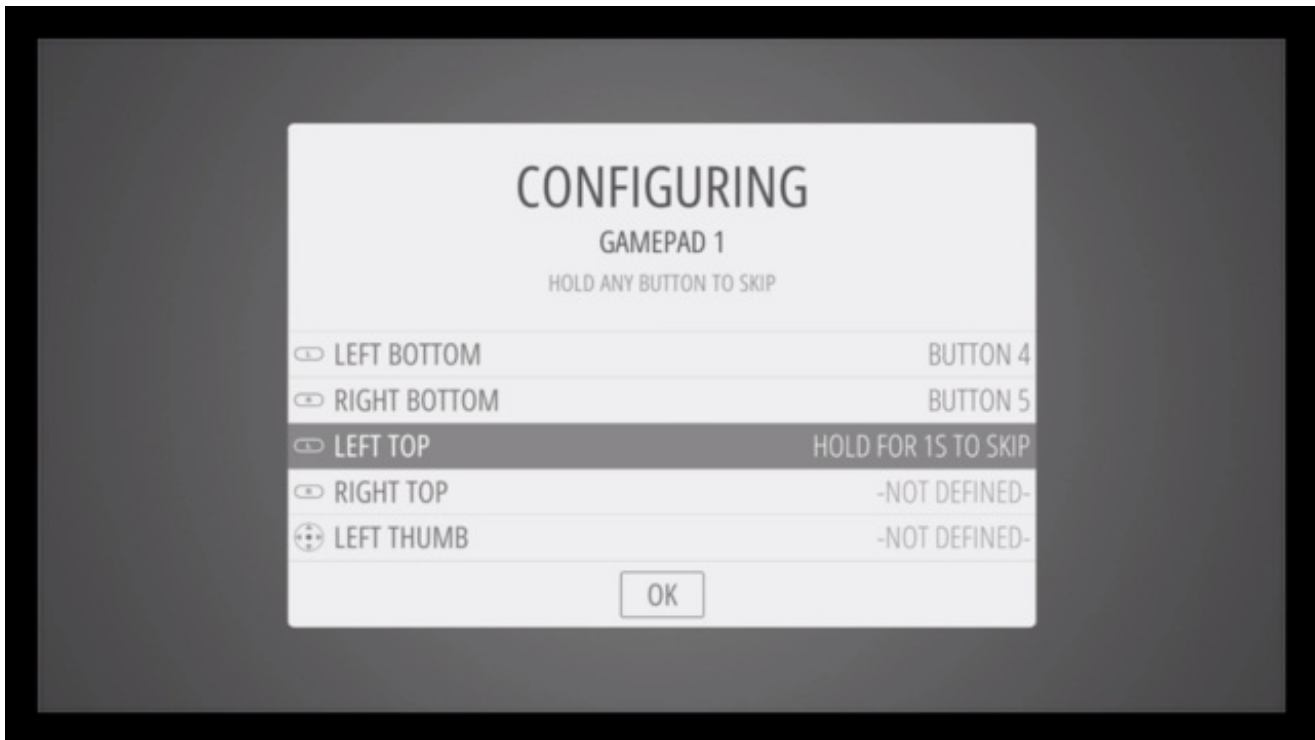 CONFIGURING
GAMEPAD 1
HOLD ANY BUTTON TO SKIP
LEFT BOTTOM BUTTON 4
RIGHT BOTTOM BUTTON 5
LEFT TOP HOLD FOR 1S TO SKIP
RIGHT TOP -NOT DEFINED-
LEFT THUMB -NOT DEFINED-
OK